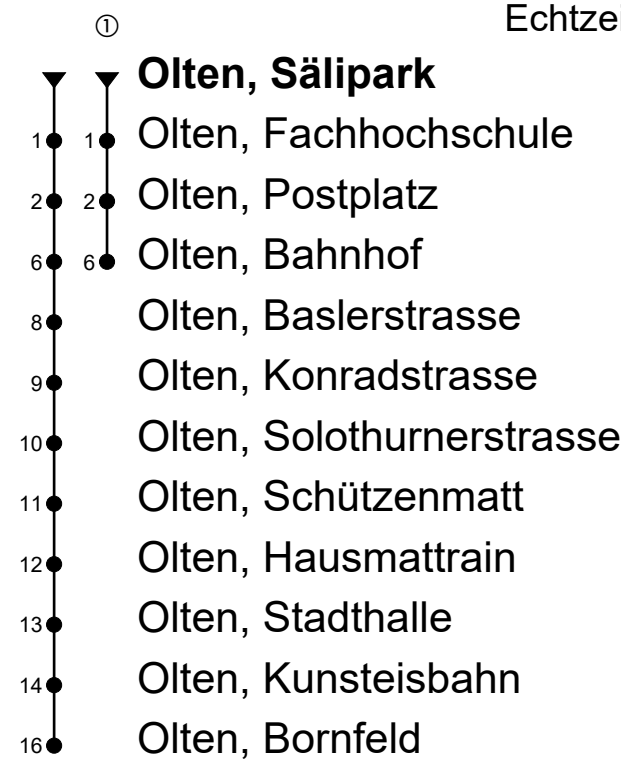 ① Echtzei
Olten, Sälipark
1 1 Olten, Fachhochschule
2 2 Olten, Postplatz
6 6 Olten, Bahnhof
8 Olten, Baslerstrasse
9 Olten, Konradstrasse
10 Olten, Solothurnerstrasse
11 Olten, Schützenmatt
12 Olten, Hausmattrain
13 Olten, Stadthalle
14 Olten, Kunsteisbahn
16 Olten, Bornfeld